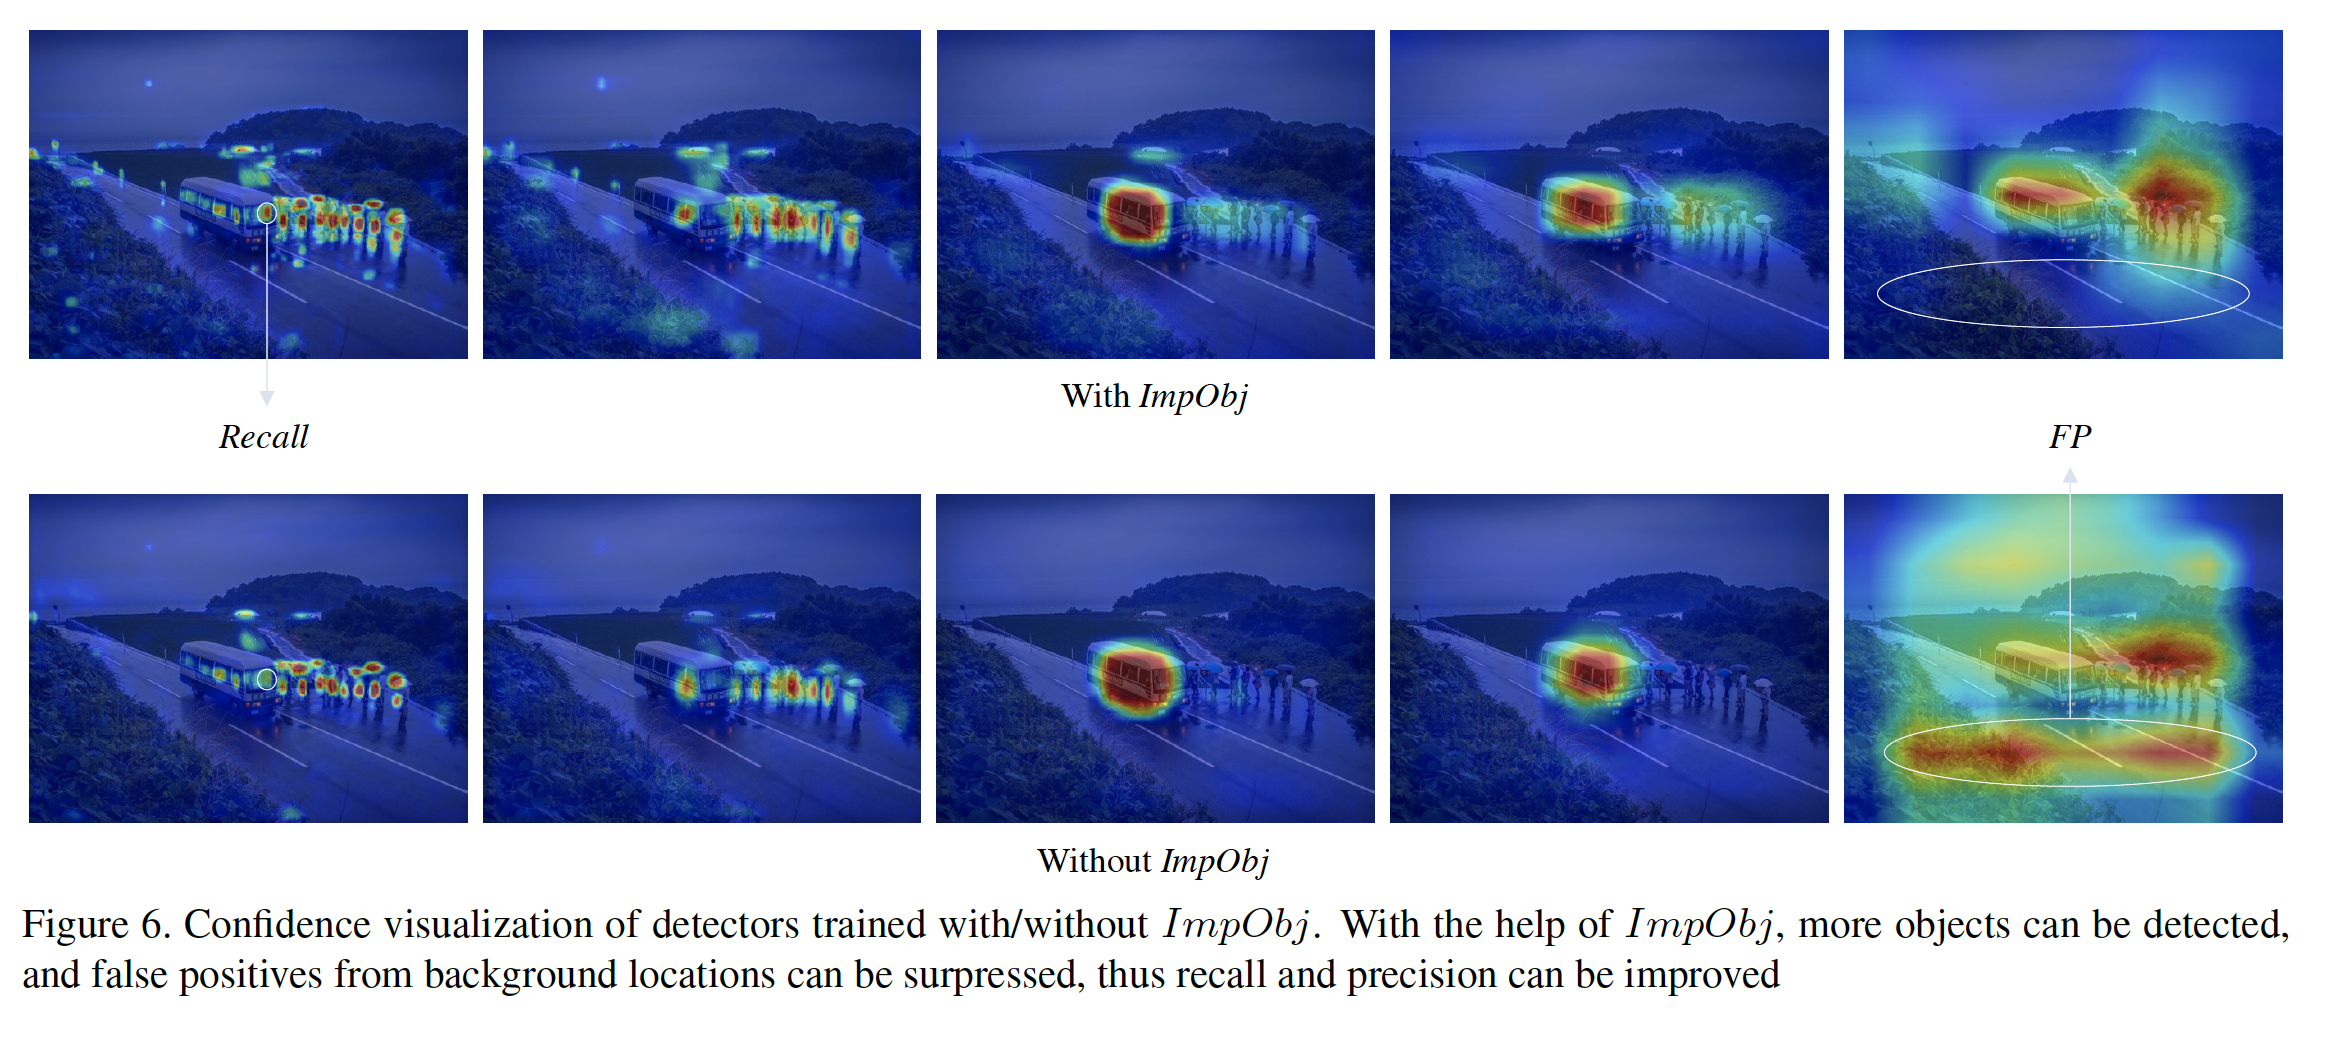 With ImpObj
Recall
FP
Without ImpObj
Figure 6. Confidence visualization of detectors trained with/without ImpObj. With the help of ImpObj, more objects can be detected,
and false positives from background locations can be surpressed, thus recall and precision can be improved